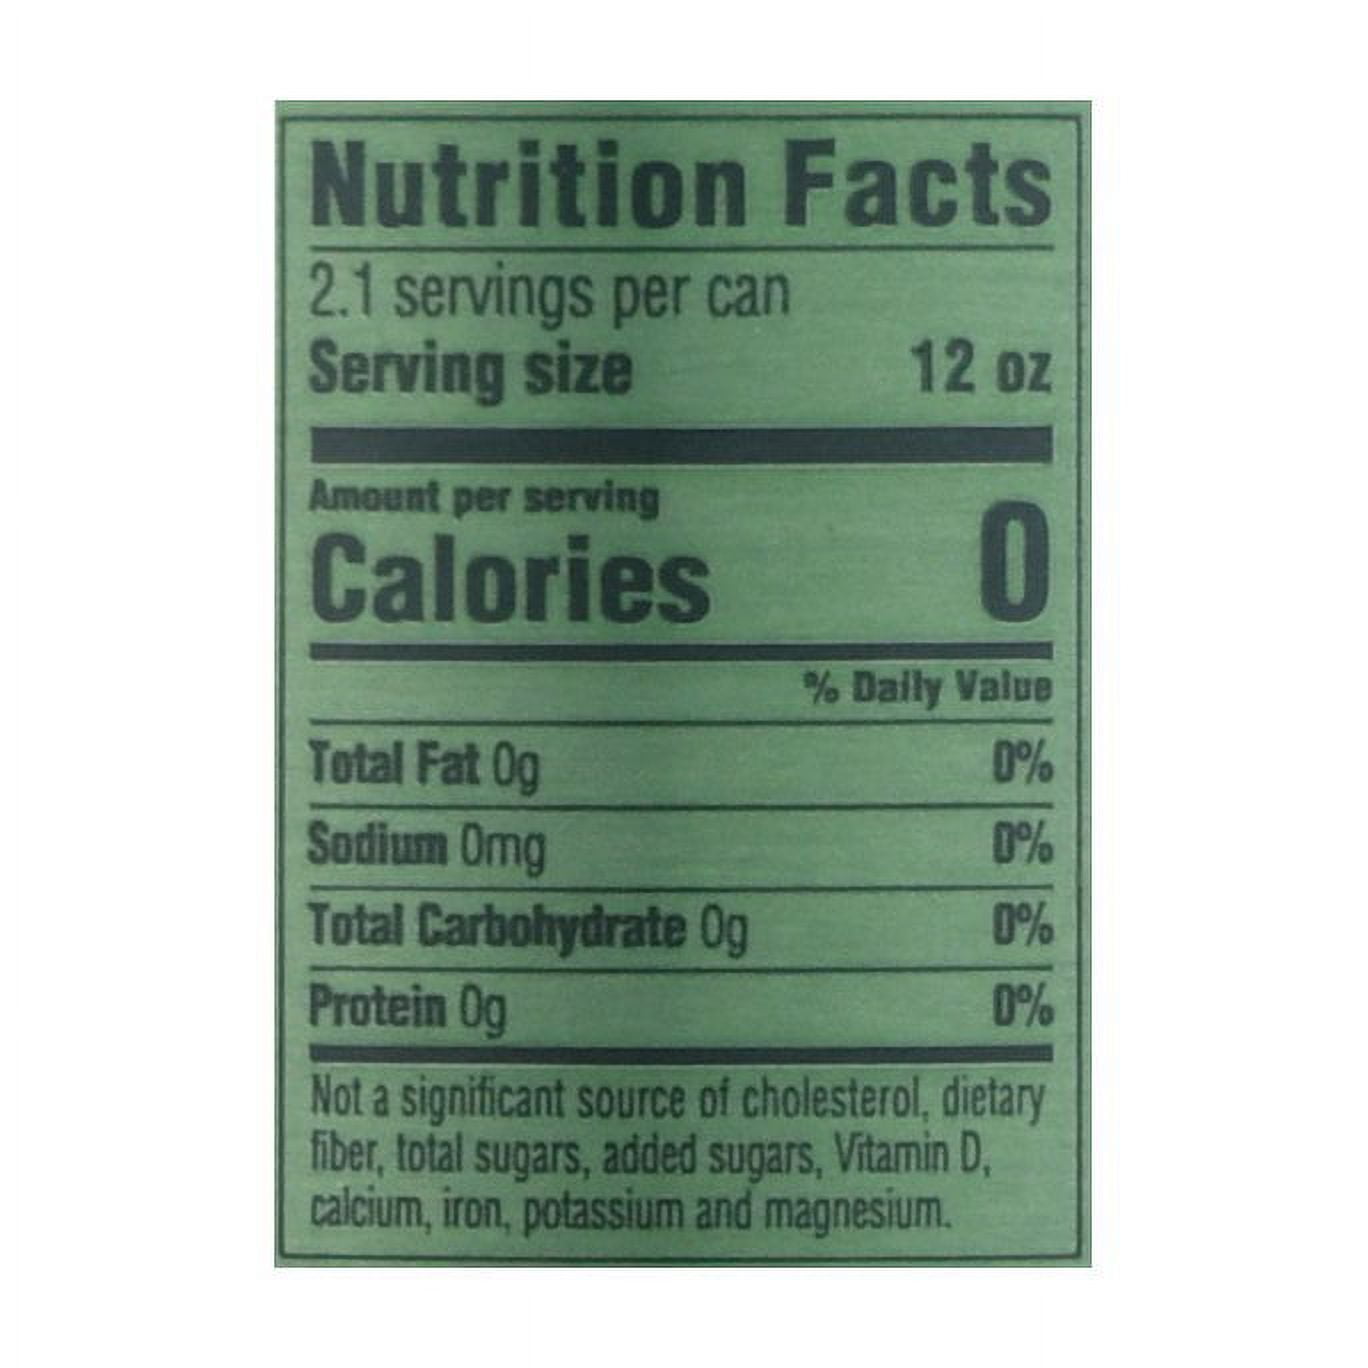 Nutrition Facts
2.1 servings per can
Serving size 12 oz
Amount per serving
Calories 0
% Daily Value
Total Fat 0g 0%
Sodium 0mg 0%
Total Carbohydrate 0g 0%
Protein 0g 0%
Not a significant source of cholesterol, dietary
fiber, total sugars, added sugars, Vitamin D,
calcium, iron, potassium and magnesium.